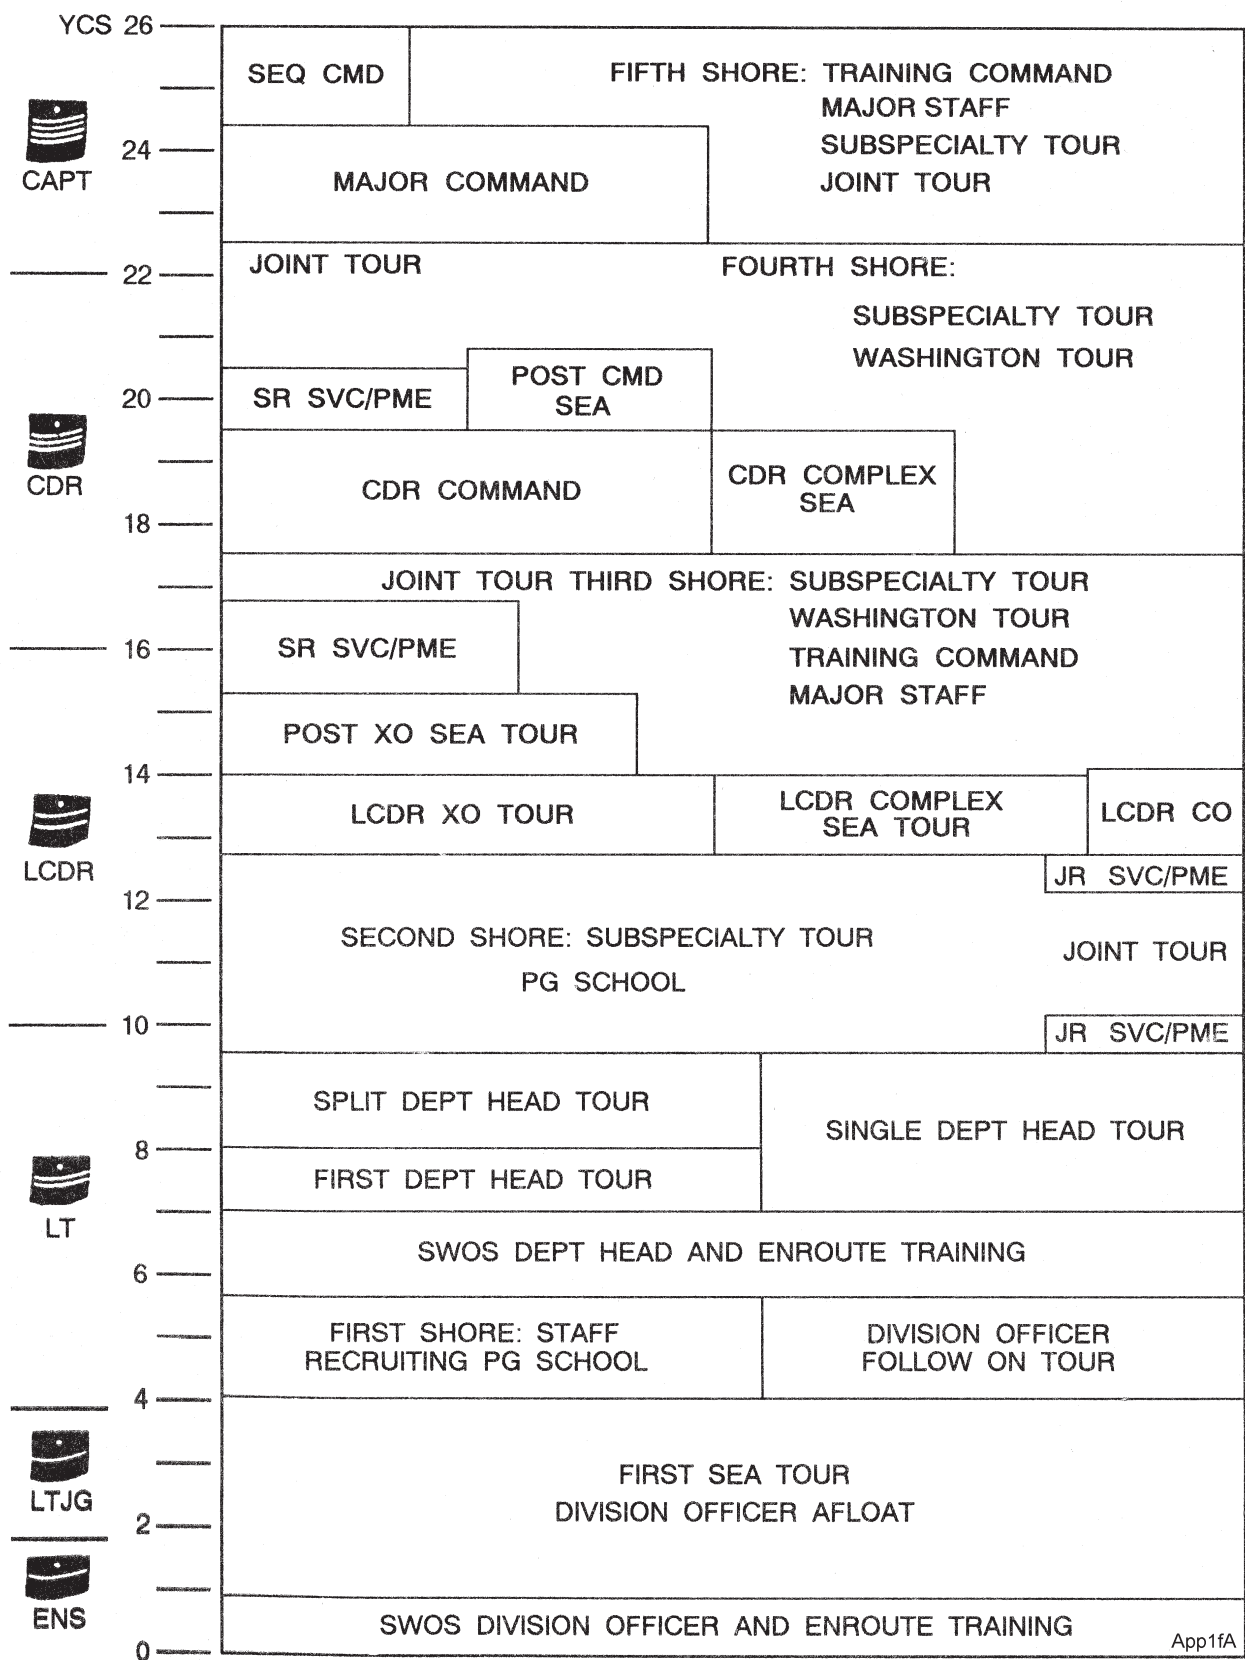 YCS 26
SEQ CMD
FIFTH SHORE: TRAINING COMMAND
MAJOR STAFF
SUBSPECIALTY TOUR
JOINT TOUR
24
CAPT
MAJOR COMMAND
22
JOINT TOUR
FOURTH SHORE:
SUBSPECIALTY TOUR
WASHINGTON TOUR
20
SR SVC/PME
POST CMD
SEA
CDR
CDR COMMAND
CDR COMPLEX
SEA
18
JOINT TOUR THIRD SHORE: SUBSPECIALTY TOUR
WASHINGTON TOUR
TRAINING COMMAND
MAJOR STAFF
16
SR SVC/PME
POST XO SEA TOUR
14
LCDR XO TOUR
LCDR COMPLEX
SEA TOUR
LCDR CO
LCDR
JR SVC/PME
12
SECOND SHORE: SUBSPECIALTY TOUR
PG SCHOOL
JOINT TOUR
10
JR SVC/PME
SPLIT DEPT HEAD TOUR
SINGLE DEPT HEAD TOUR
8
FIRST DEPT HEAD TOUR
LT
SWOS DEPT HEAD AND ENROUTE TRAINING
6
FIRST SHORE: STAFF
RECRUITING PG SCHOOL
DIVISION OFFICER
FOLLOW ON TOUR
4
FIRST SEA TOUR
DIVISION OFFICER AFLOAT
LTJG
2
ENS
SWOS DIVISION OFFICER AND ENROUTE TRAINING
0
App1fA